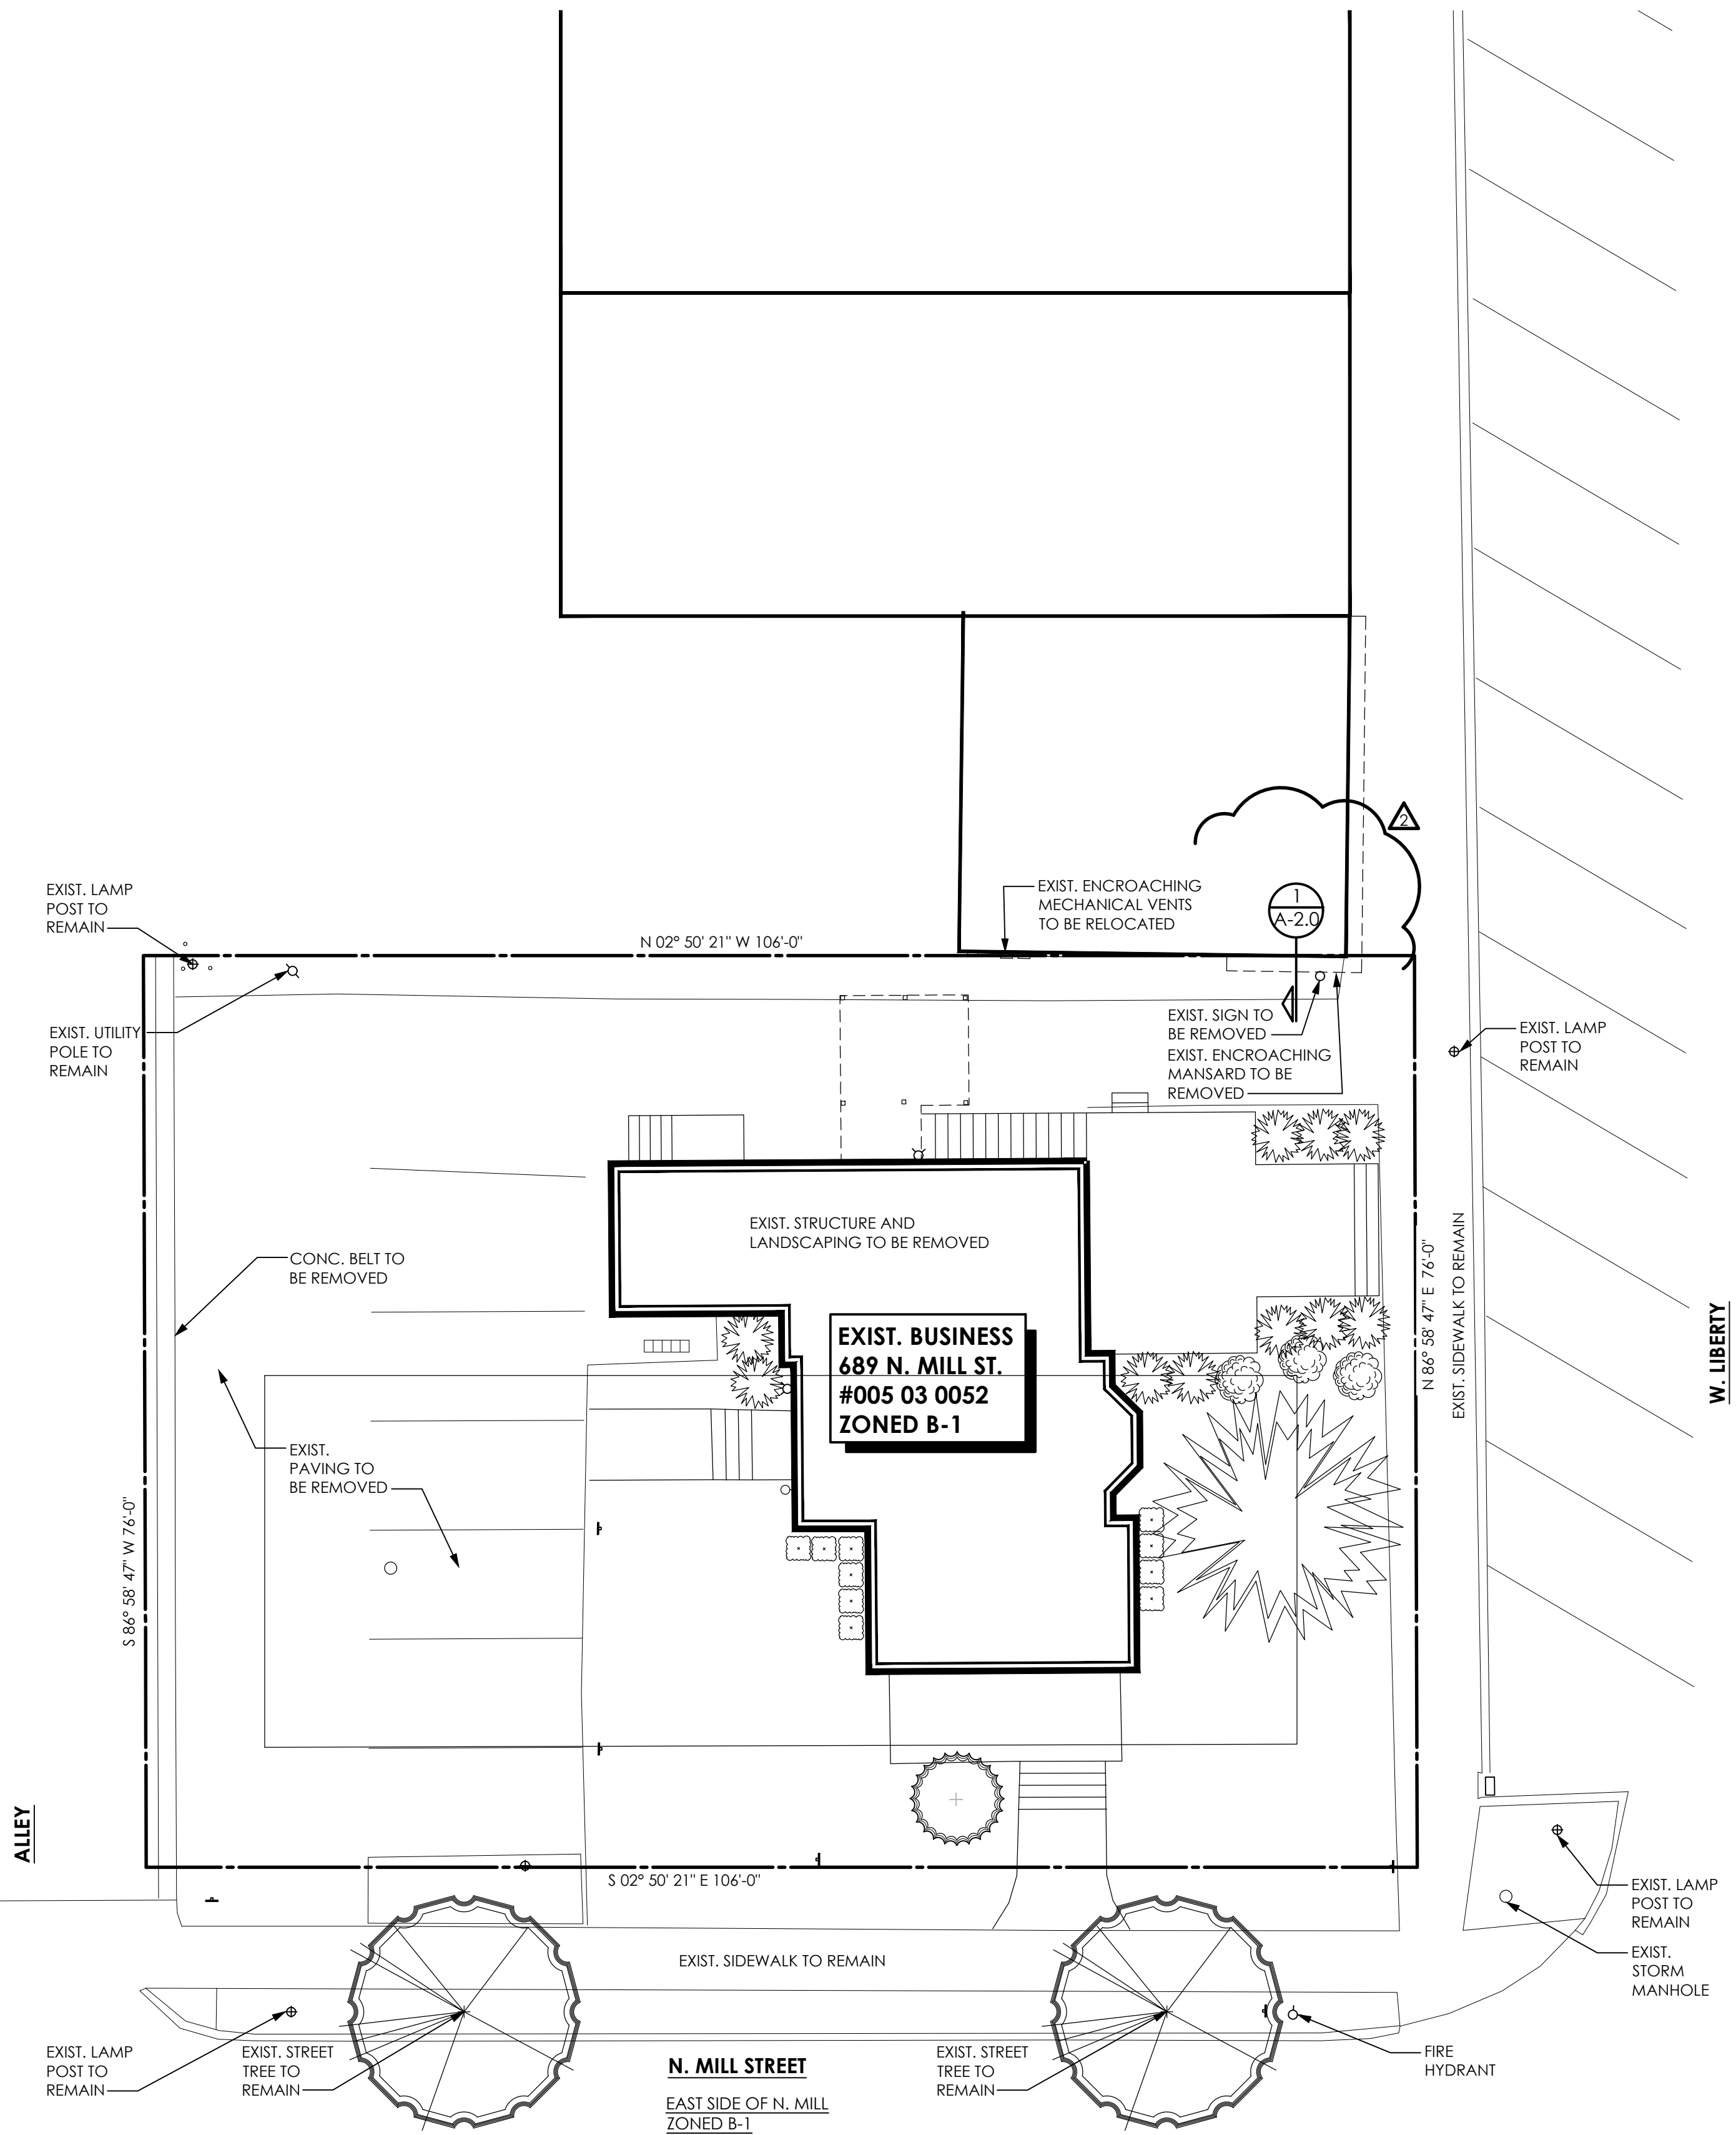 2
EXIST. ENCROACHING
MECHANICAL VENTS
TO BE RELOCATED
1
A-2.0
EXIST. LAMP
POST TO
REMAIN
N 02° 50' 21" W 106'-0"
EXIST. UTILITY
POLE TO
REMAIN
EXIST. SIGN TO
BE REMOVED
EXIST. ENCROACHING
MANSARD TO BE
REMOVED
EXIST. LAMP
POST TO
REMAIN
EXIST. STRUCTURE AND
LANDSCAPING TO BE REMOVED
CONC. BELT TO
BE REMOVED
EXIST. BUSINESS
689 N. MILL ST.
#005 03 0052
ZONED B-1
N 86° 58' 47" E 76'-0"
EXIST. SIDEWALK TO REMAIN
W. LIBERTY
EXIST.
PAVING TO
BE REMOVED
S 86° 58' 47" W 76'-0"
ALLEY
S 02° 50' 21" E 106'-0"
EXIST. LAMP
POST TO
REMAIN
EXIST.
STORM
MANHOLE
EXIST. SIDEWALK TO REMAIN
EXIST. LAMP
POST TO
REMAIN
EXIST. STREET
TREE TO
REMAIN
N. MILL STREET
EAST SIDE OF N. MILL
ZONED B-1
EXIST. STREET
TREE TO
REMAIN
FIRE
HYDRANT